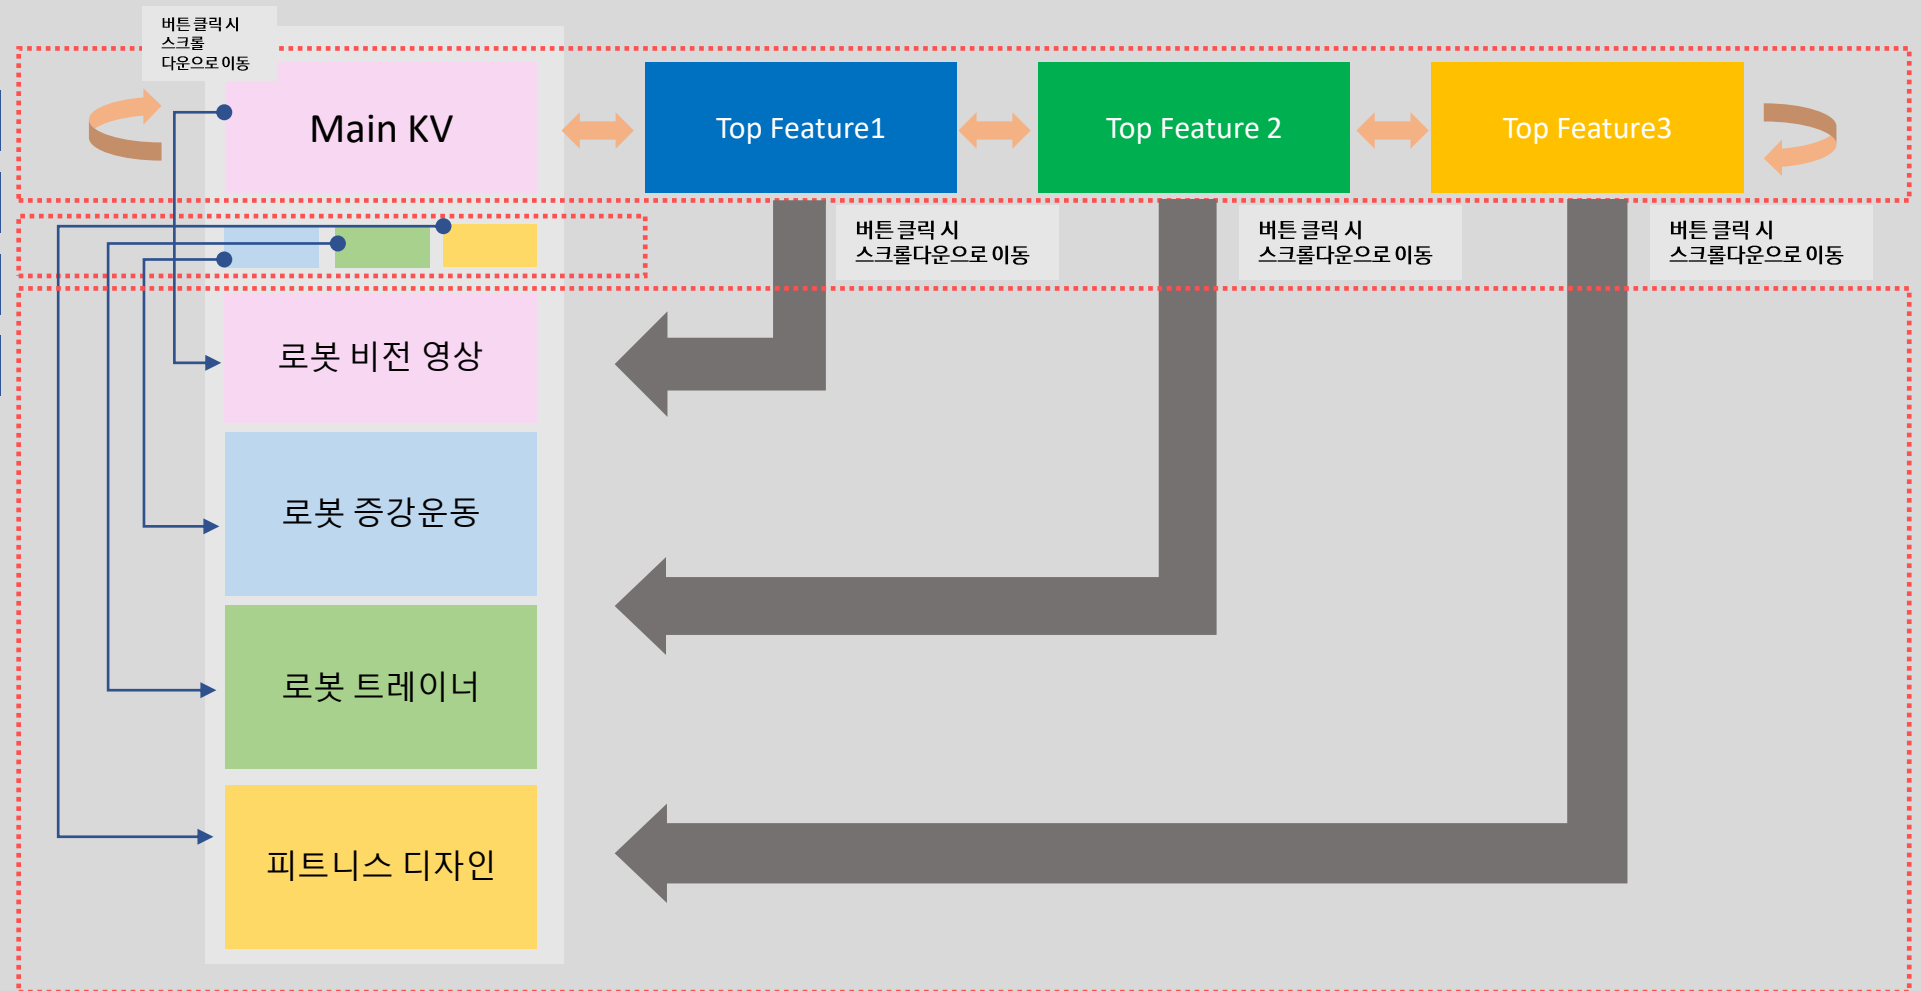 버튼 클릭 시
스크롤
다운으로 이동
Main KV
Top Feature1
Top Feature 2
Top Feature3
버튼 클릭 시
스크롤다운으로 이동
버튼 클릭 시
스크롤다운으로 이동
버튼 클릭 시
스크롤다운으로 이동
로봇 비전 영상
로봇 증강운동
로봇 트레이너
피트니스 디자인